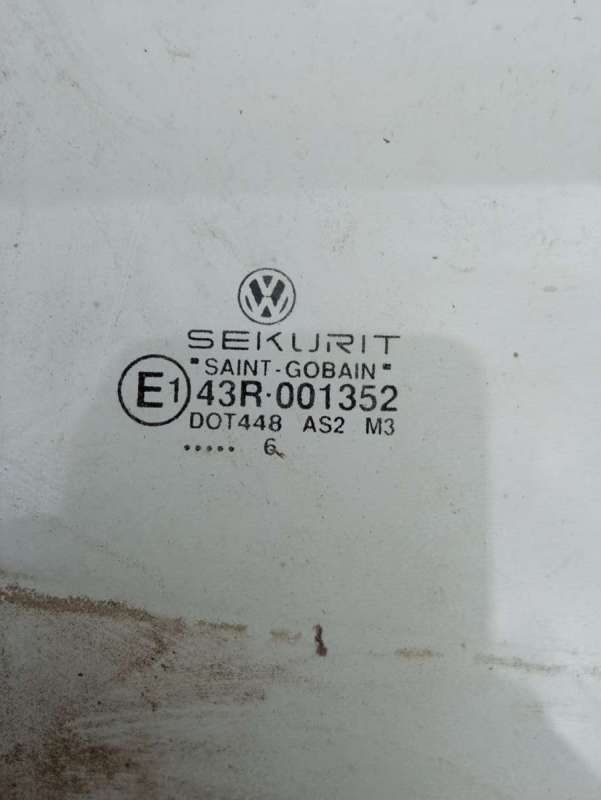 SEKURIT
"SAINT-GOBAIN"
E1 43R·001352
DOT448 AS2 M3
..... 6